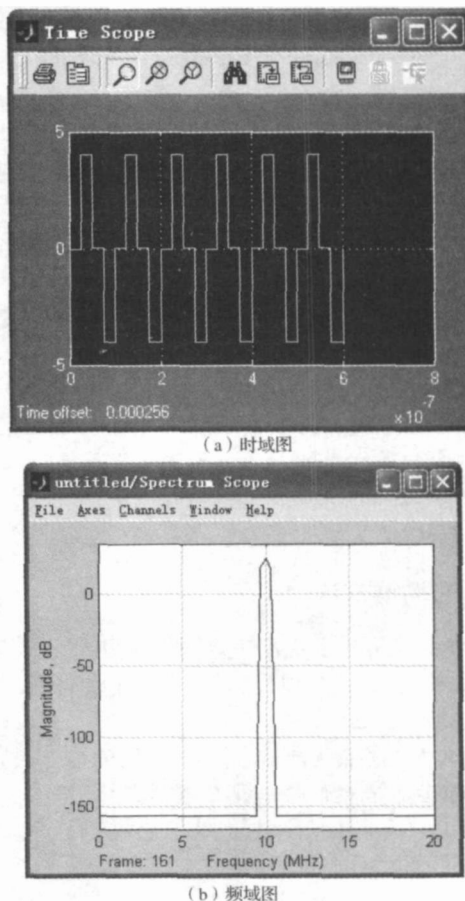 Time Scope
5
0
-5
0
2
4
6
8
×10
-7
Time offset: 0.000256
(a)时域图
untitled/Spectrum Scope
File Axes Channels Window Help
Magnitude, dB
0
-50
-100
-150
0
5
10
15
20
Frame: 161 Frequency (MHz)
(b)频域图